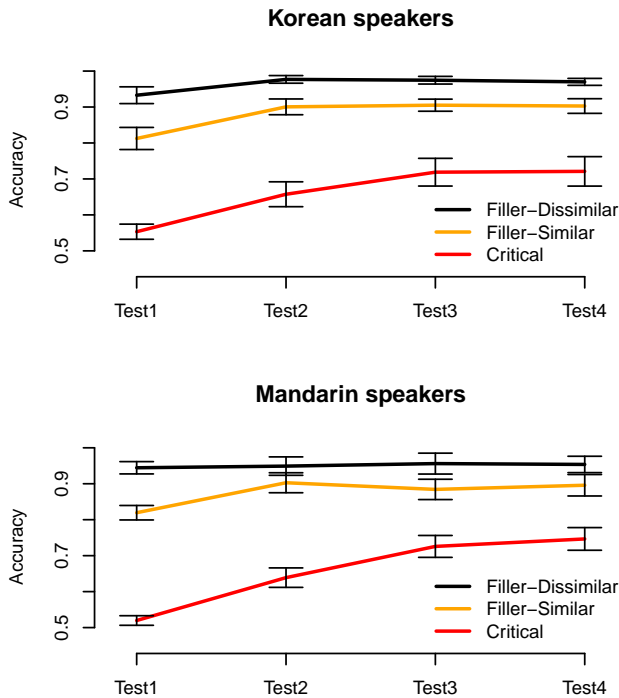 Korean speakers
Accuracy
0.9
0.7
0.5
Filler−Dissimilar
Filler−Similar
Critical
Test1 Test2 Test3 Test4
Mandarin speakers
Accuracy
0.9
0.7
0.5
Filler−Dissimilar
Filler−Similar
Critical
Test1 Test2 Test3 Test4